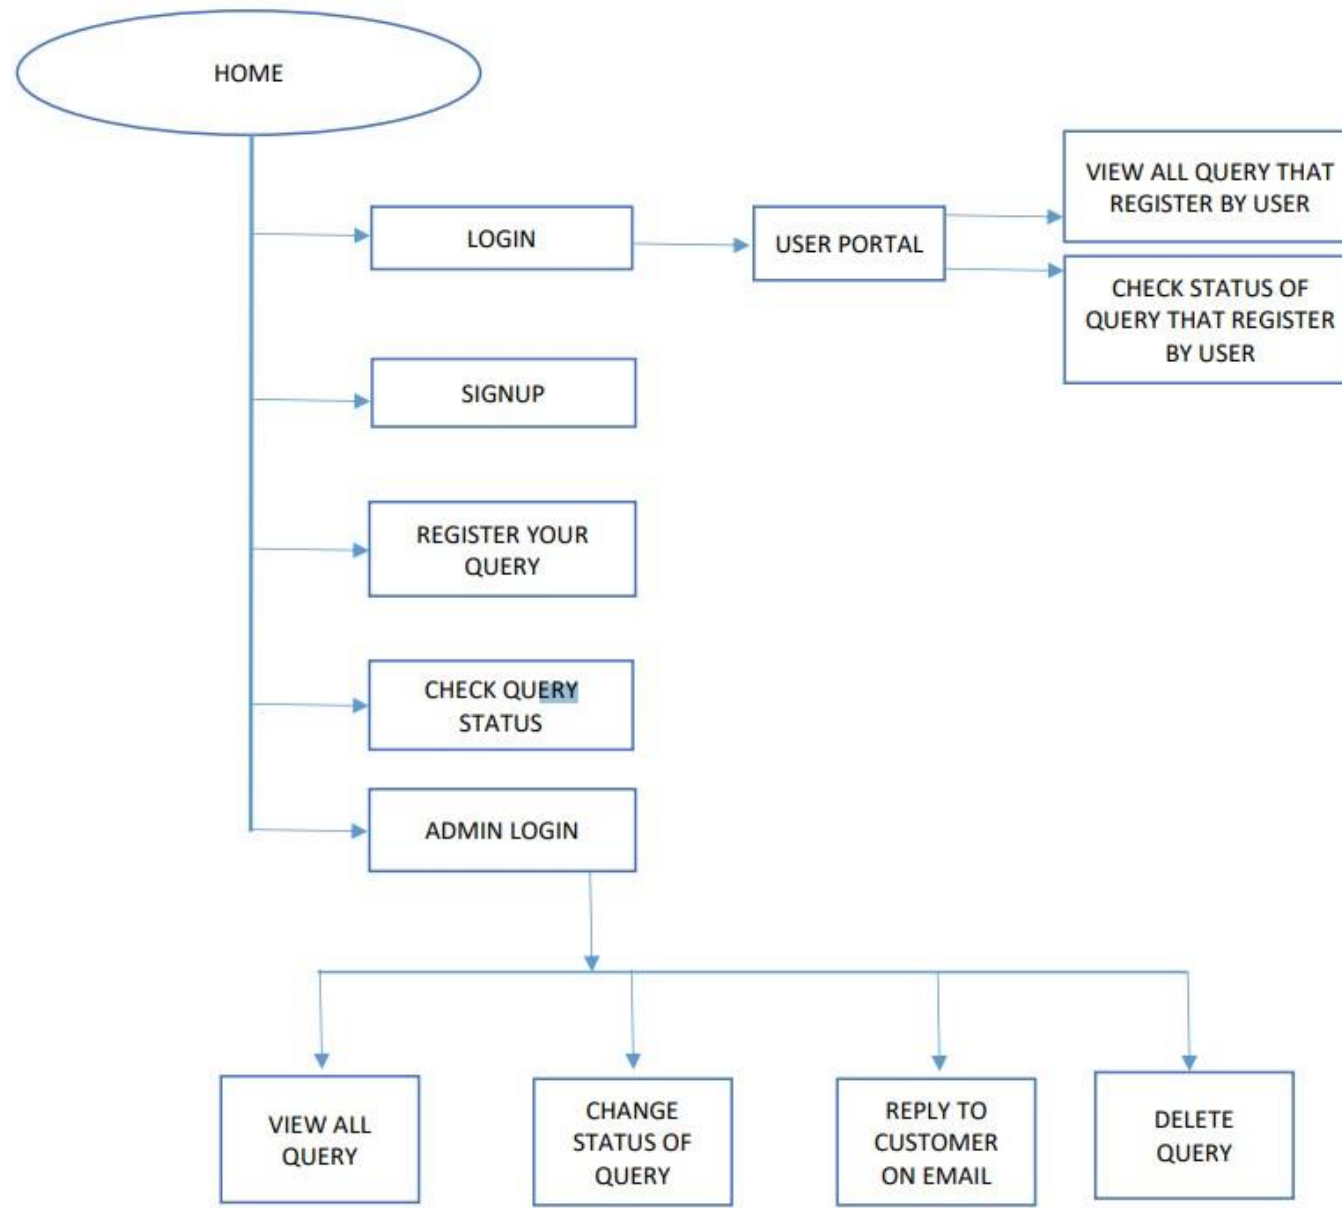 HOME
LOGIN
USER PORTAL
VIEW ALL QUERY THAT
REGISTER BY USER
CHECK STATUS OF
QUERY THAT REGISTER
BY USER
SIGNUP
REGISTER YOUR
QUERY
CHECK QUERY
STATUS
ADMIN LOGIN
VIEW ALL
QUERY
CHANGE
STATUS OF
QUERY
REPLY TO
CUSTOMER
ON EMAIL
DELETE
QUERY